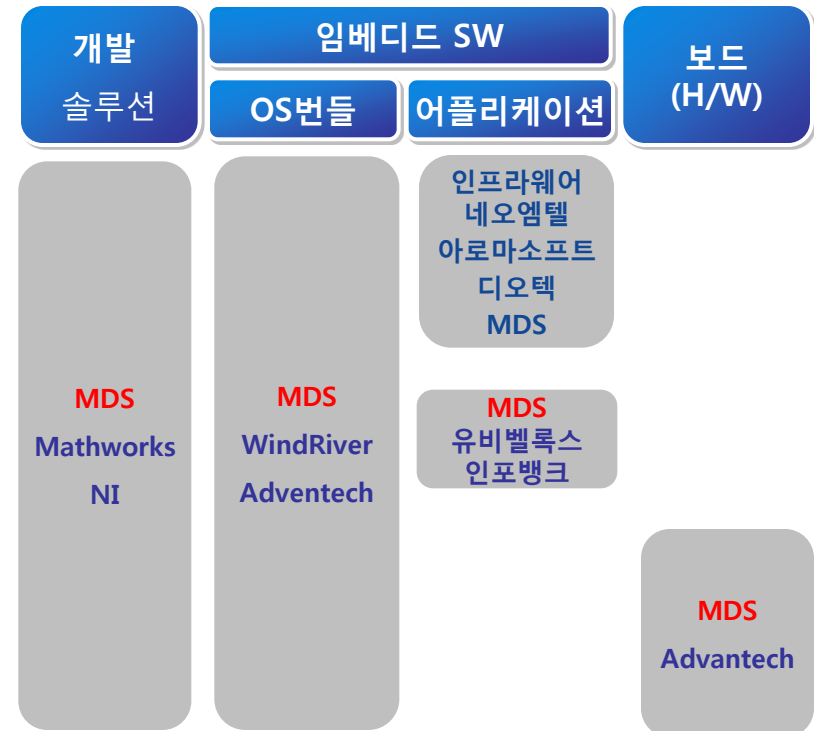 개발
솔루션
임베디드 SW
OS번들
어플리케이션
보드
(H/W)
MDS
Mathworks
NI
MDS
WindRiver
Adventech
인프라웨어
네오엠텔
아로마소프트
디오텍
MDS
MDS
유비벨록스
인포뱅크
MDS
Advantech